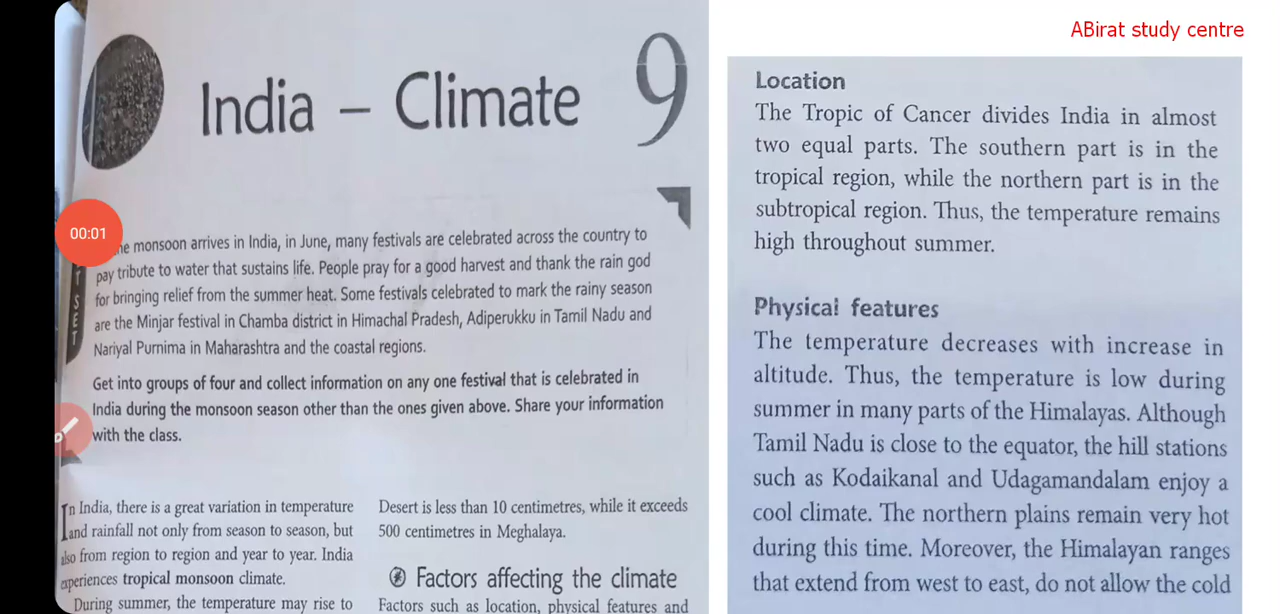 India – Climate 9
00:01
monsoon arrives in India, in June, many festivals are celebrated across the country to
pay tribute to water that sustains life. People pray for a good harvest and thank the rain god
for bringing relief from the summer heat. Some festivals celebrated to mark the rainy season
are the Minjar festival in Chamba district in Himachal Pradesh, Adiperukku in Tamil Nadu and
Nariyal Purnima in Maharashtra and the coastal regions.
Get into groups of four and collect information on any one festival that is celebrated in
India during the monsoon season other than the ones given above. Share your information
with the class.
SET
In India, there is a great variation in temperature
and rainfall not only from season to season, but
also from region to region and year to year. India
experiences tropical monsoon climate.
During summer, the temperature may rise to
Desert is less than 10 centimetres, while it exceeds
500 centimetres in Meghalaya.
Factors affecting the climate
Factors such as location, physical features and
ABirat study centre
Location
The Tropic of Cancer divides India in almost
two equal parts. The southern part is in the
tropical region, while the northern part is in the
subtropical region. Thus, the temperature remains
high throughout summer.
Physical features
The temperature decreases with increase in
altitude. Thus, the temperature is low during
summer in many parts of the Himalayas. Although
Tamil Nadu is close to the equator, the hill stations
such as Kodaikanal and Udagamandalam enjoy a
cool climate. The northern plains remain very hot
during this time. Moreover, the Himalayan ranges
that extend from west to east, do not allow the cold